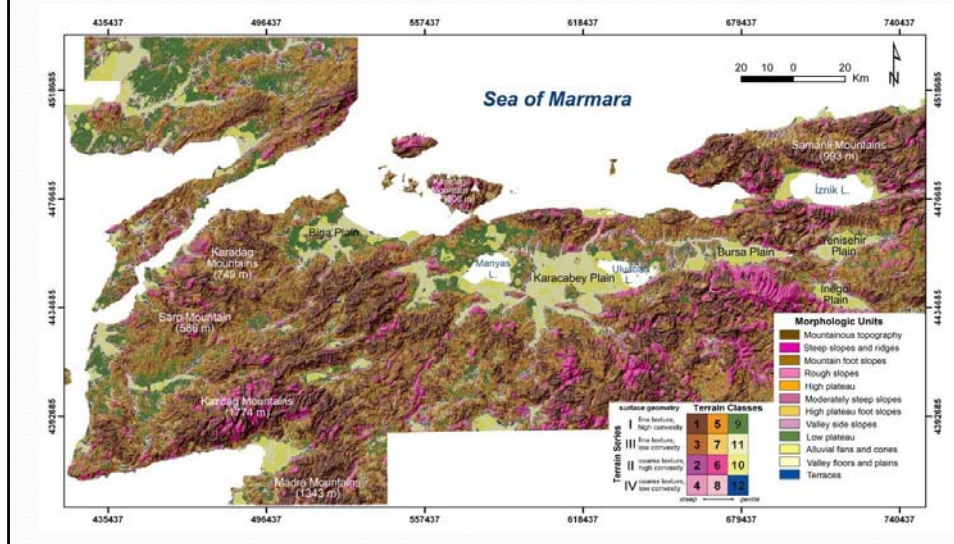 435437 496437 557437 618437 679437 740437
4518685
4476685
4434685
4392685
20 10 0 20
Km
N
Sea of Marmara
Samanlı Mountains
(993 m)
İznik L.
4518685
4476685
4434685
4392685
Karadag
Mountains
(749 m)
Biga Plain
Manyas
L.
Karacabey Plain
Uluabat
L.
Bursa Plain
Yenisehir
Plain
Inegol
Plain
Sarp Mountain
(586 m)
Kazdag Mountains
(1774 m)
Madra Mountains
(1343 m)
Morphologic Units
Mountainous topography
Steep slopes and ridges
Mountain foot slopes
Rough slopes
High plateau
Moderately steep slopes
High plateau foot slopes
Valley side slopes
Low plateau
Alluvial fans and cones
Valley floors and plains
Terraces
surface geometry Terrain Classes
Terrain Series
I fine texture, high convexity 1 5 9
III fine texture, low convexity 3 7 11
II coarse texture, high convexity 2 6 10
IV coarse texture, low convexity 4 8 12
steep gentle
435437 496437 557437 618437 679437 740437